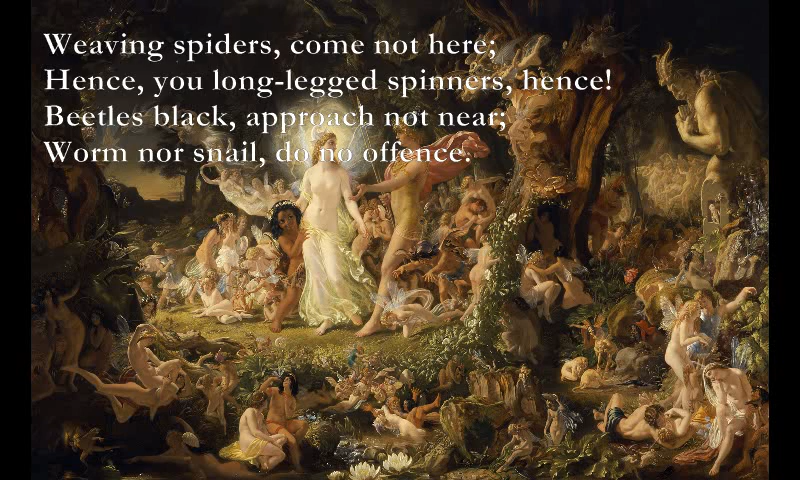 Weaving spiders, come not here;
Hence, you long-legged spinners, hence!
Beetles black, approach not near;
Worm nor snail, do no offence.